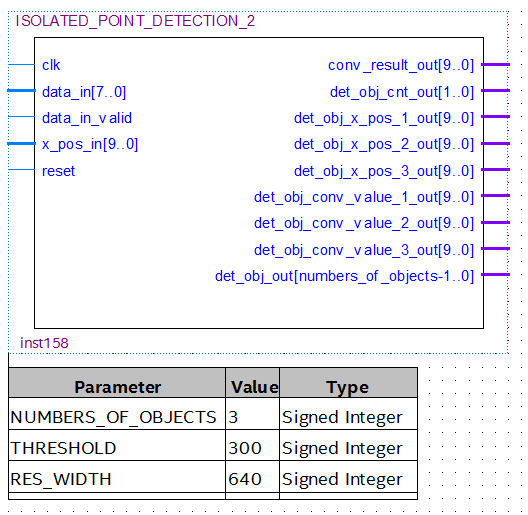 ISOLATED_POINT_DETECTION_2
clk conv_result_out[9..0]
data_in[7..0] det_obj_cnt_out[1..0]
data_in_valid det_obj_x_pos_1_out[9..0]
x_pos_in[9..0] det_obj_x_pos_2_out[9..0]
reset det_obj_x_pos_3_out[9..0]
det_obj_conv_value_1_out[9..0]
det_obj_conv_value_2_out[9..0]
det_obj_conv_value_3_out[9..0]
det_obj_out[numbers_of_objects-1..0]
inst158
Parameter Value Type
NUMBERS_OF_OBJECTS 3 Signed Integer
THRESHOLD 300 Signed Integer
RES_WIDTH 640 Signed Integer